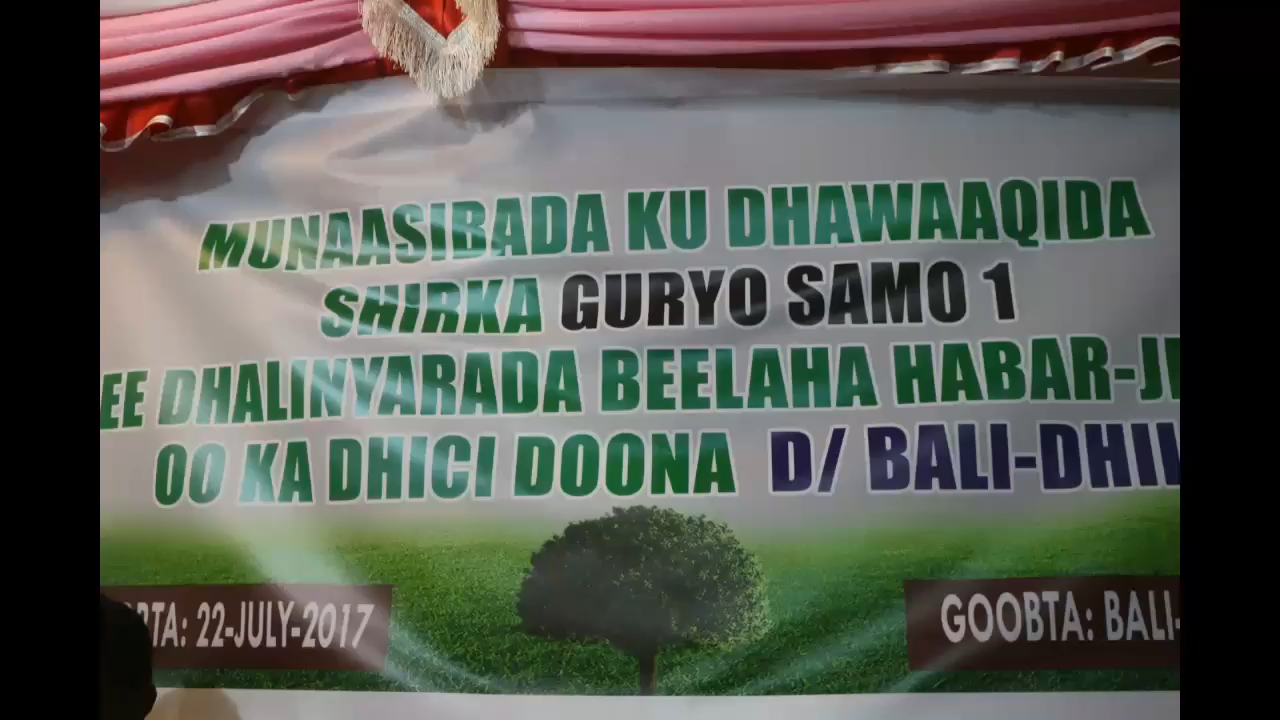 MUNAASIBADA KU DHAWAAQIDA
SHIRKA GURYO SAMO 1
EE DHALINYARADA BEELAHA HABAR-
OO KA DHICI DOONA D/ BALI-
22-JULY-2017
GOOBTA: BALI-